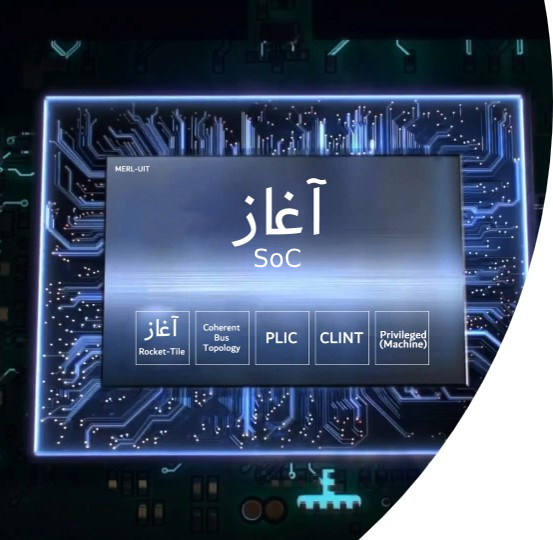 MERL-UIT
آغاز
SoC
آغاز
Rocket-Tile
Coherent
Bus
Topology
PLIC
CLINT
Privileged
(Machine)